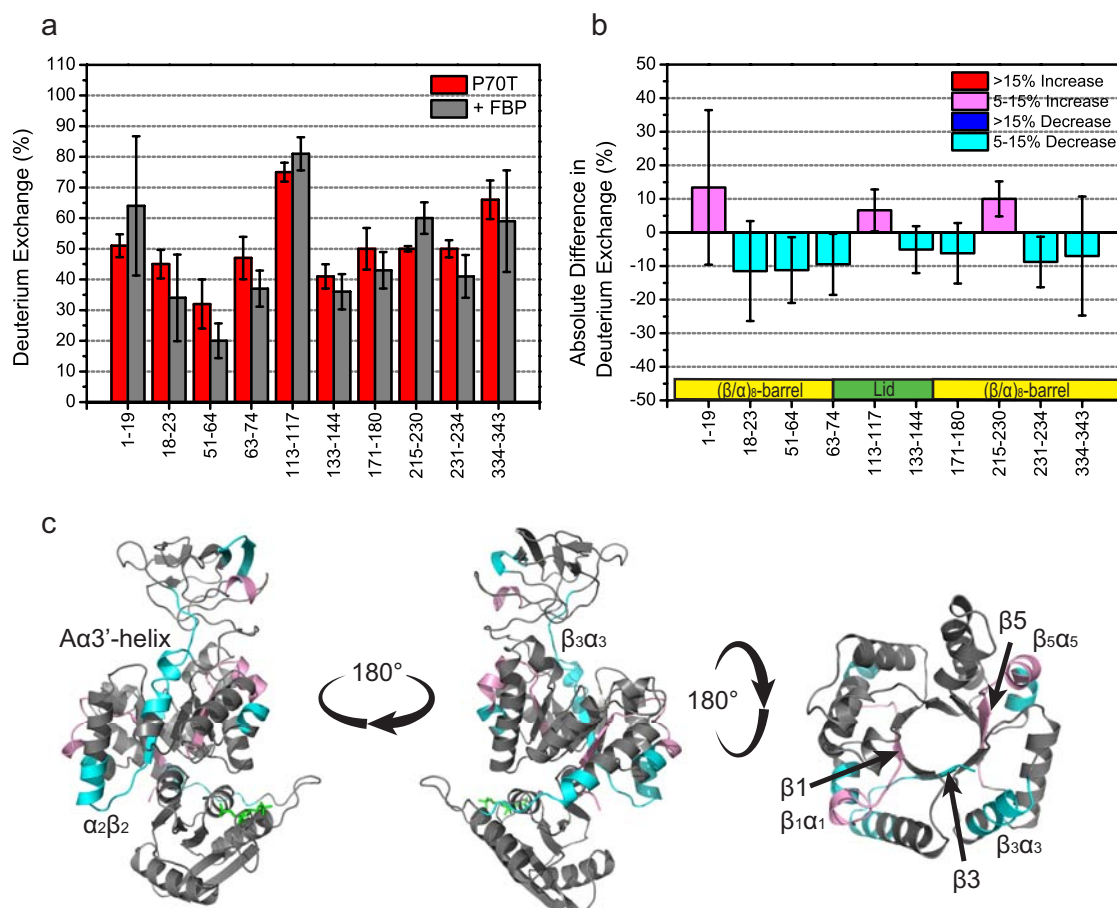 a
110
100
90
80
70
60
50
40
30
20
10
0
Deuterium Exchange (%)
P70T
+ FBP
1-19
18-23
51-64
63-74
113-117
133-144
171-180
215-230
231-234
334-343
b
50
40
30
20
10
0
-10
-20
-30
-40
-50
Absolute Difference in
Deuterium Exchange (%)
>15% Increase
5-15% Increase
>15% Decrease
5-15% Decrease
(β/α)₈-barrel
Lid
(β/α)₈-barrel
1-19
18-23
51-64
63-74
113-117
133-144
171-180
215-230
231-234
334-343
c
Aα3'-helix
α₂β₂
180°
β₃α₃
180°
β5
β₅α₅
β1
β₁α₁
β₃α₃
β3